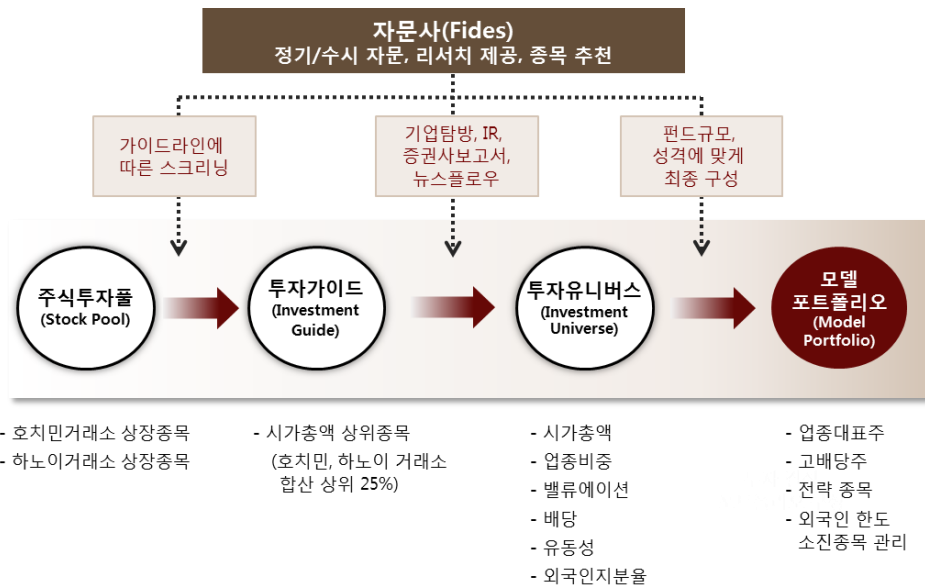 자문사(Fides)
정기/수시 자문, 리서치 제공, 종목 추천
가이드라인에
따른 스크리닝
기업탐방, IR,
증권사보고서,
뉴스플로우
펀드규모,
성격에 맞게
최종 구성
주식투자풀
(Stock Pool)
투자가이드
(Investment
Guide)
투자유니버스
(Investment
Universe)
모델
포트폴리오
(Model
Portfolio)
- 호치민거래소 상장종목
- 하노이거래소 상장종목
- 시가총액 상위종목
(호치민, 하노이 거래소
합산 상위 25%)
- 시가총액
- 업종비중
- 밸류에이션
- 배당
- 유동성
- 외국인지분율
- 업종대표주
- 고배당주
- 전략 종목
- 외국인 한도
소진종목 관리